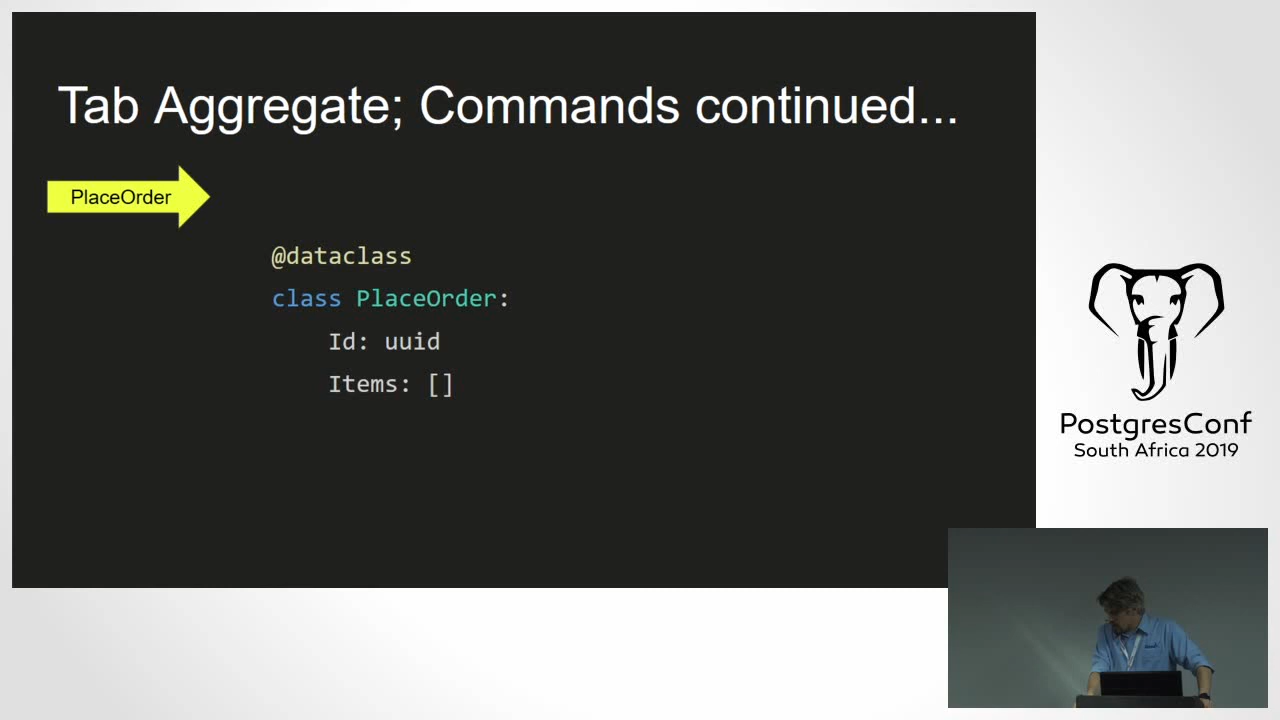 Tab Aggregate; Commands continued...
PlaceOrder
@dataclass
class PlaceOrder:
Id: uuid
Items: []
PostgresConf
South Africa 2019